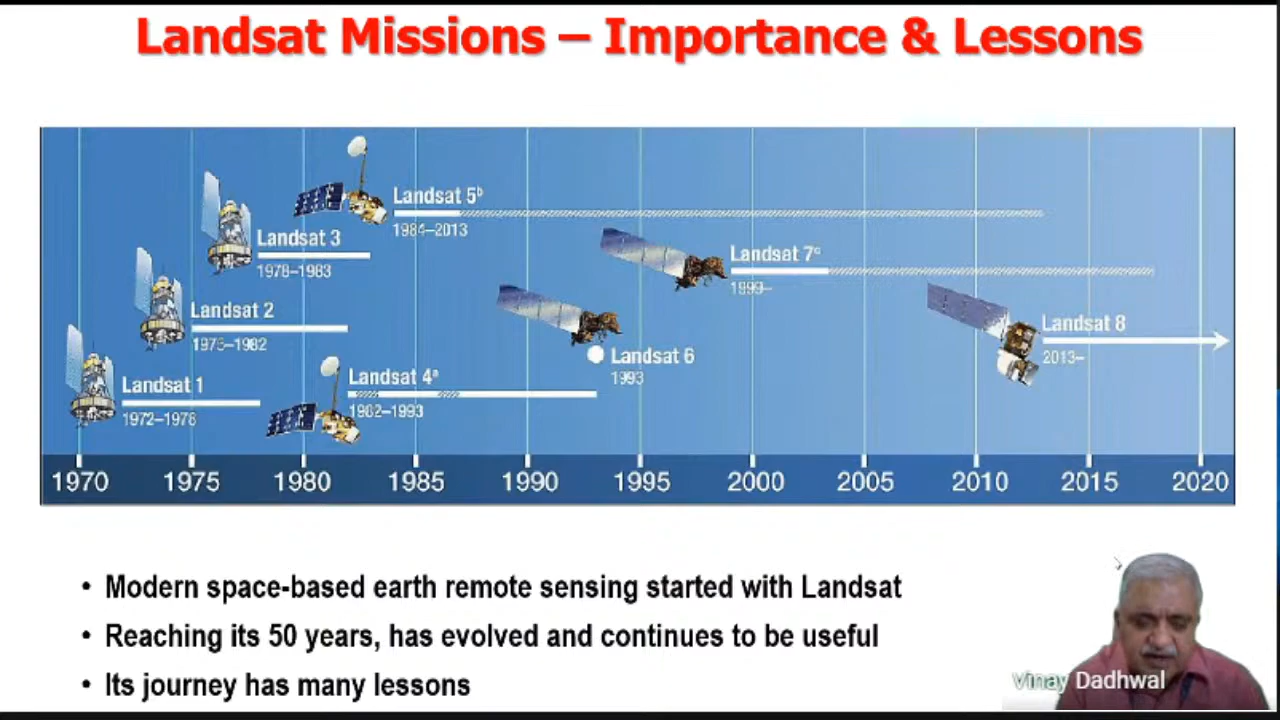 Landsat Missions – Importance & Lessons
Landsat 5ᵇ
1984–2013
Landsat 3
1978–1983
Landsat 7ᶜ
1999–
Landsat 2
1975–1982
Landsat 8
2013–
Landsat 6
1993
Landsat 4ᵃ
1982–1993
Landsat 1
1972–1978
1970 1975 1980 1985 1990 1995 2000 2005 2010 2015 2020
• Modern space-based earth remote sensing started with Landsat
• Reaching its 50 years, has evolved and continues to be useful
• Its journey has many lessons
Vinay Dadhwal